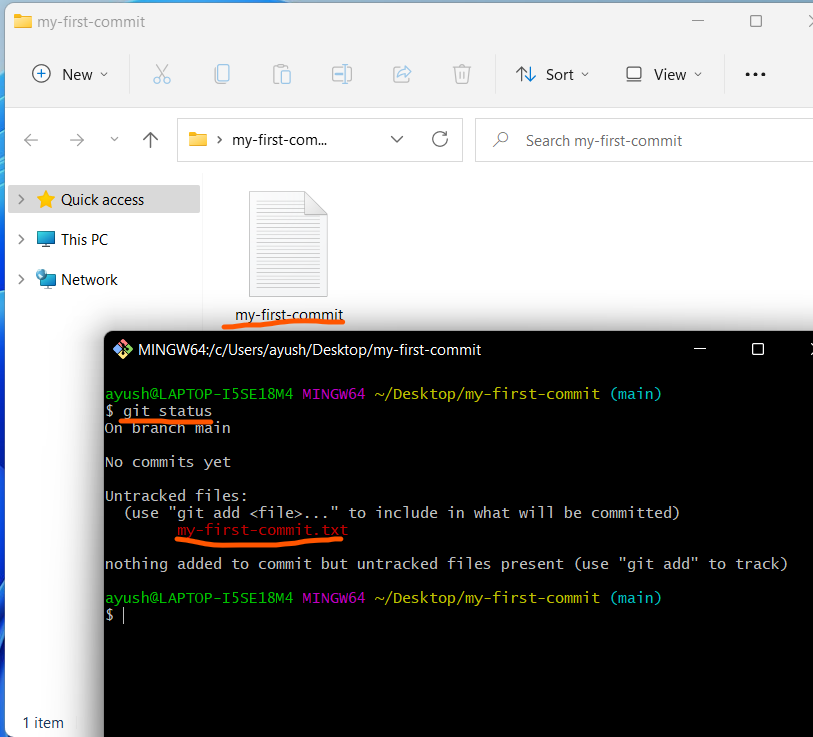 my-first-commit
New
Sort
View
my-first-com...
Search my-first-commit
Quick access
This PC
Network
my-first-commit
MINGW64:/c/Users/ayush/Desktop/my-first-commit
ayush@LAPTOP-I5SE18M4 MINGW64 ~/Desktop/my-first-commit (main)
$ git status
On branch main
No commits yet
Untracked files:
(use "git add <file>..." to include in what will be committed)
my-first-commit.txt
nothing added to commit but untracked files present (use "git add" to track)
ayush@LAPTOP-I5SE18M4 MINGW64 ~/Desktop/my-first-commit (main)
$
1 item